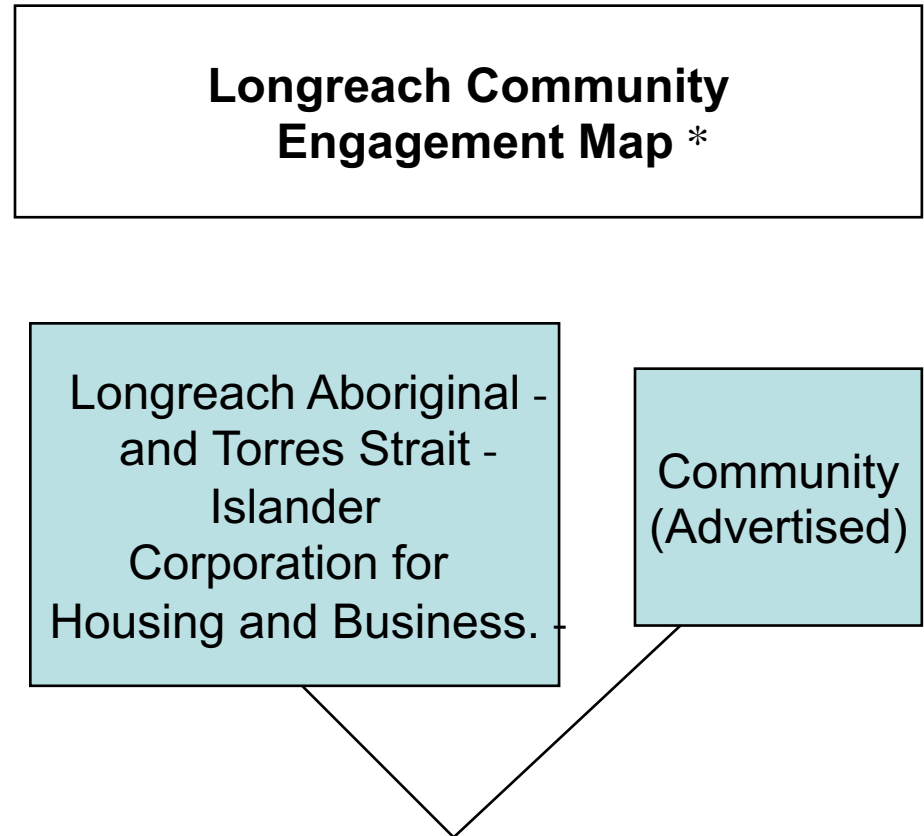 Longreach Community
Engagement Map *
Longreach Aboriginal -
and Torres Strait -
Islander
Corporation for
Housing and Business. -
Community
(Advertised)